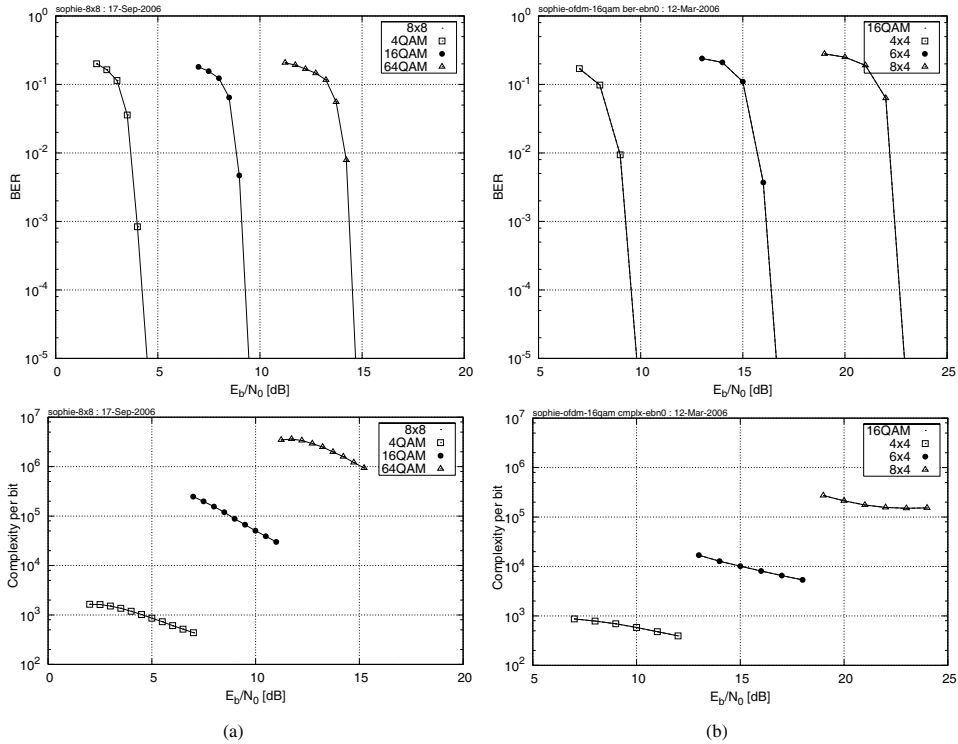 sophie-8x8 : 17-Sep-2006
8x8
4QAM
16QAM
64QAM
10^0
10^-1
10^-2
10^-3
10^-4
10^-5
BER
0 5 10 15 20
E_b/N_0 [dB]
sophie-ofdm-16qam ber-ebn0 : 12-Mar-2006
16QAM
4x4
6x4
8x4
10^0
10^-1
10^-2
10^-3
10^-4
10^-5
BER
5 10 15 20 25
E_b/N_0 [dB]
sophie-8x8 : 17-Sep-2006
8x8
4QAM
16QAM
64QAM
10^7
10^6
10^5
10^4
10^3
10^2
Complexity per bit
0 5 10 15 20
E_b/N_0 [dB]
(a)
sophie-ofdm-16qam cmplx-ebn0 : 12-Mar-2006
16QAM
4x4
6x4
8x4
10^7
10^6
10^5
10^4
10^3
10^2
Complexity per bit
5 10 15 20 25
E_b/N_0 [dB]
(b)